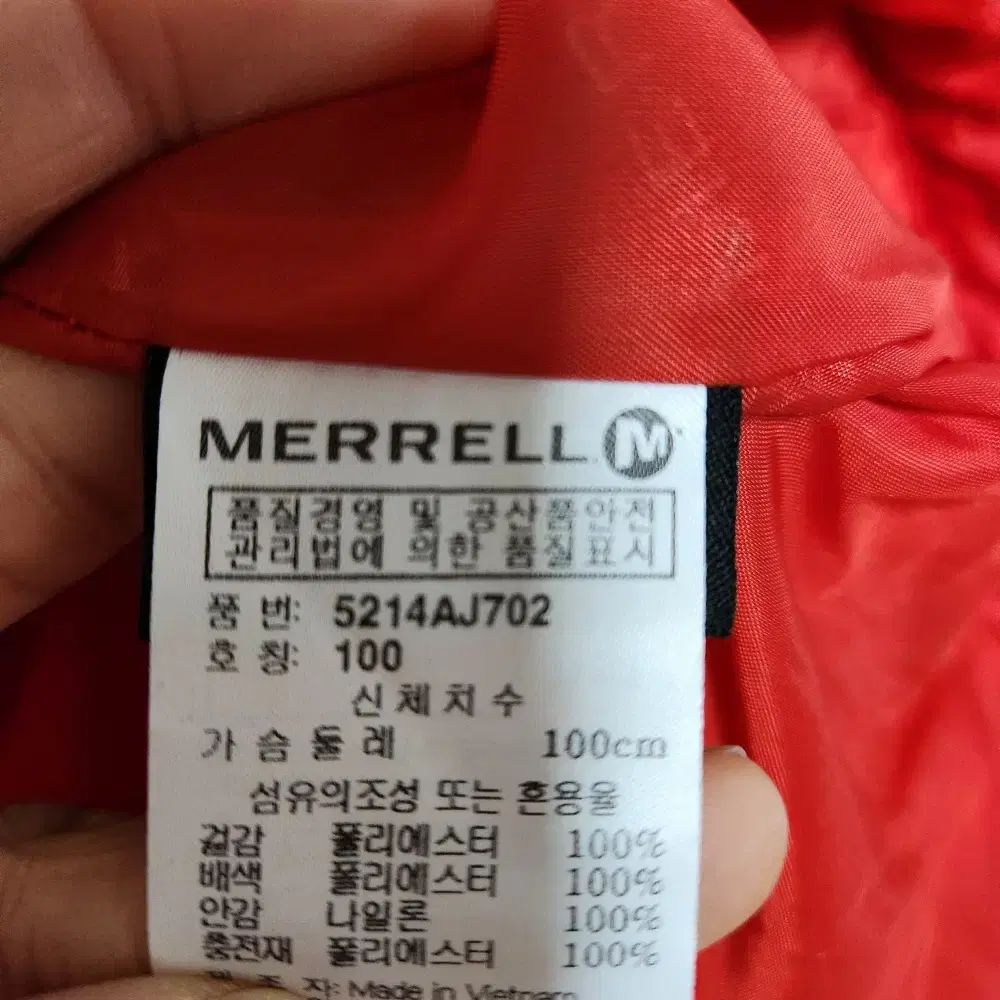 MERRELL M
품질경영 및 공산품안전
관리법에 의한 품질표시
품 번: 5214AJ702
호 칭: 100
신체치수
가슴둘레 100cm
섬유의조성 또는 혼용율
겉감 폴리에스터 100%
배색 폴리에스터 100%
안감 나일론 100%
충전재 폴리에스터 100%
Made in Vietnam